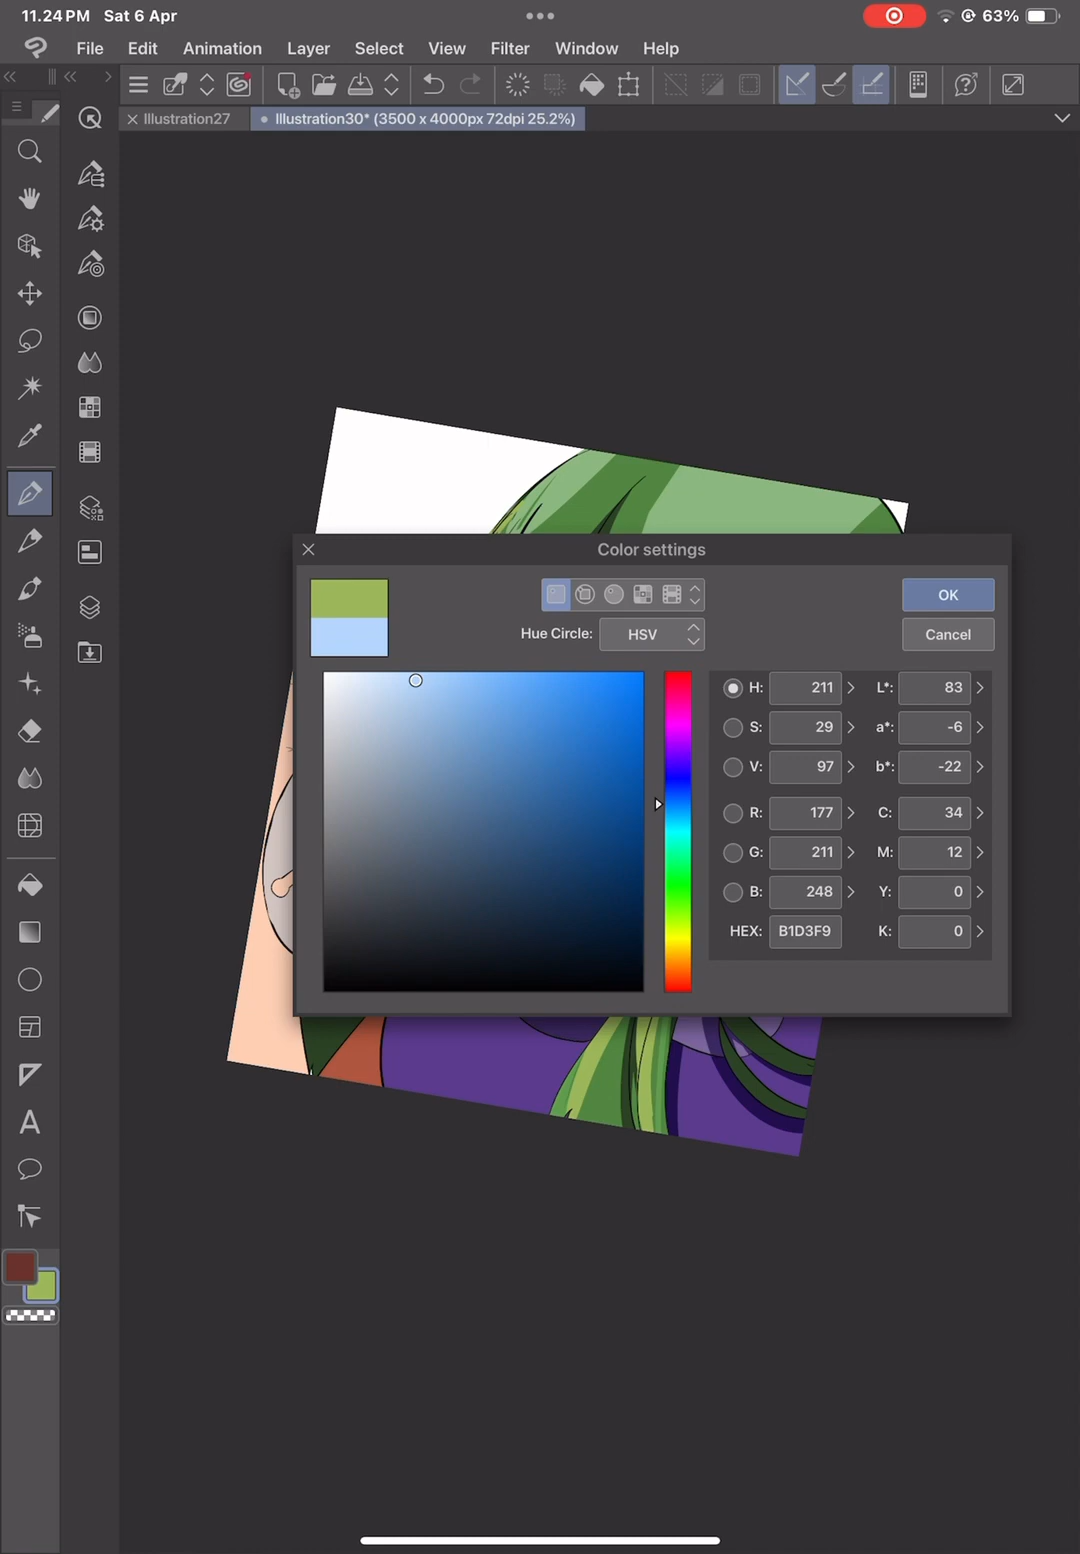 11.24 PM Sat 6 Apr
63%
File Edit Animation Layer Select View Filter Window Help
Illustration27
Illustration30* (3500 x 4000px 72dpi 25.2%)
Color settings
OK
Hue Circle: HSV
Cancel
H: 211 L*: 83
S: 29 a*: -6
V: 97 b*: -22
R: 177 C: 34
G: 211 M: 12
B: 248 Y: 0
HEX: B1D3F9 K: 0
A